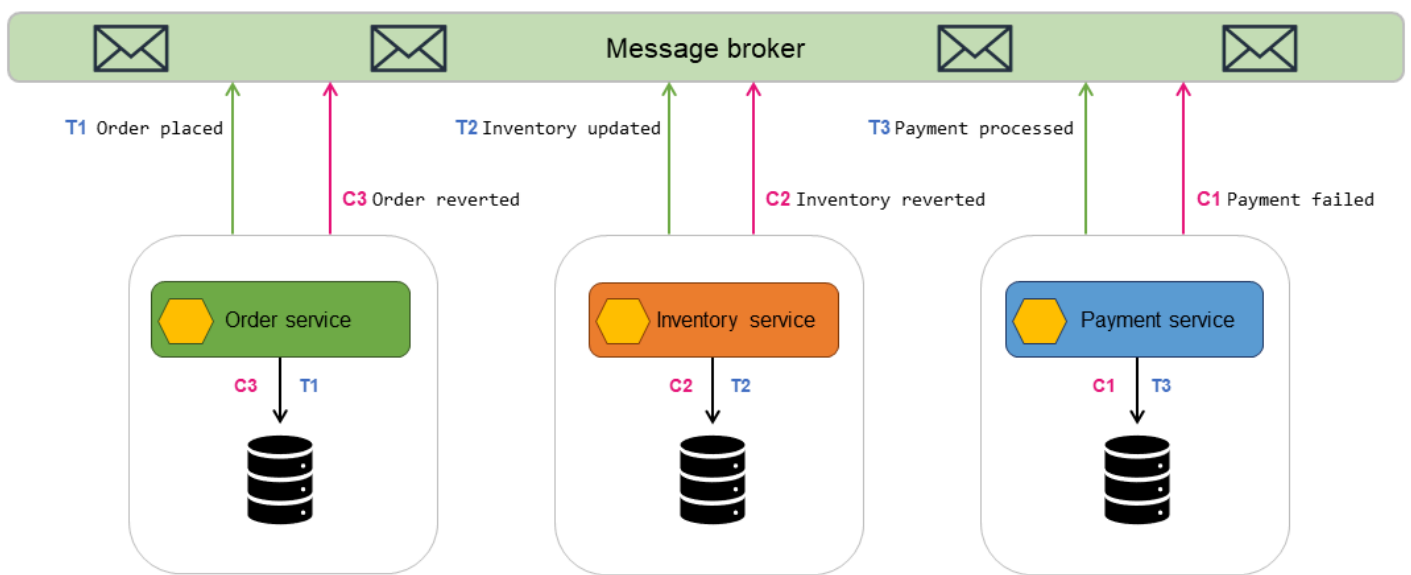 Message broker
T1 Order placed
T2 Inventory updated
T3 Payment processed
C3 Order reverted
C2 Inventory reverted
C1 Payment failed
Order service
Inventory service
Payment service
C3 T1
C2 T2
C1 T3